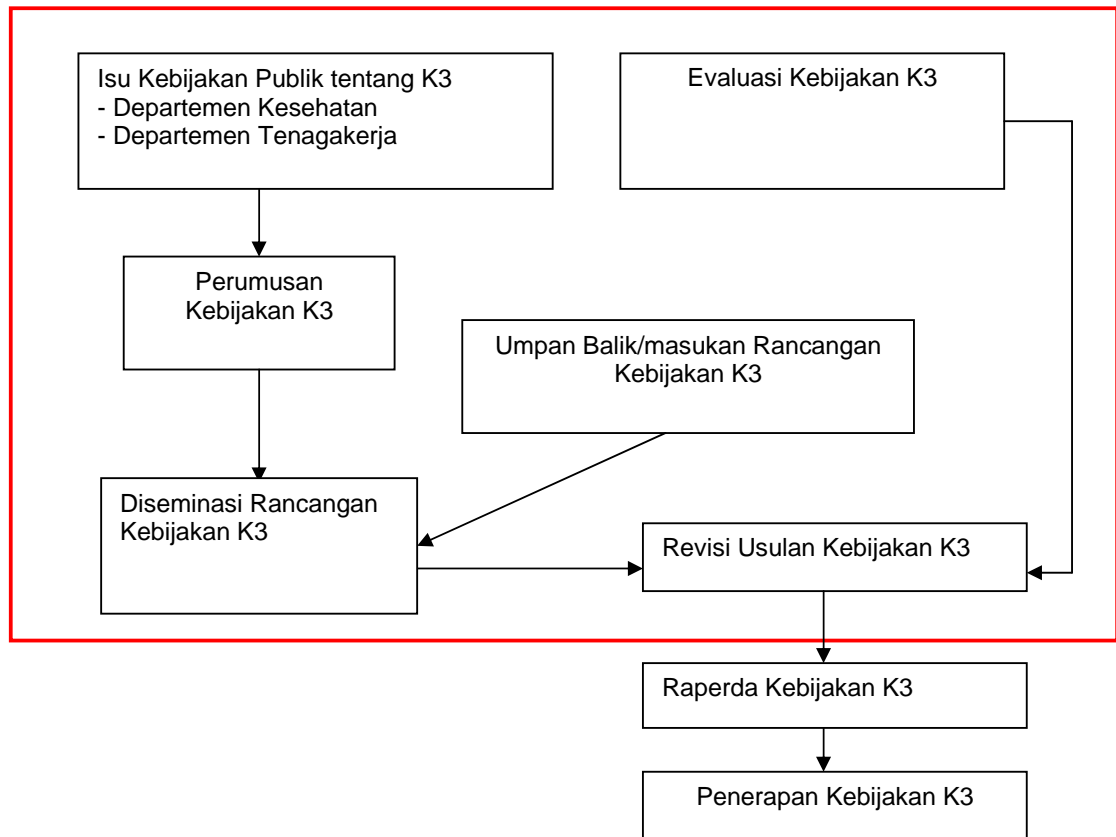 Isu Kebijakan Publik tentang K3
- Departemen Kesehatan
- Departemen Tenagakerja
Evaluasi Kebijakan K3
Perumusan
Kebijakan K3
Umpan Balik/masukan Rancangan
Kebijakan K3
Diseminasi Rancangan
Kebijakan K3
Revisi Usulan Kebijakan K3
Raperda Kebijakan K3
Penerapan Kebijakan K3